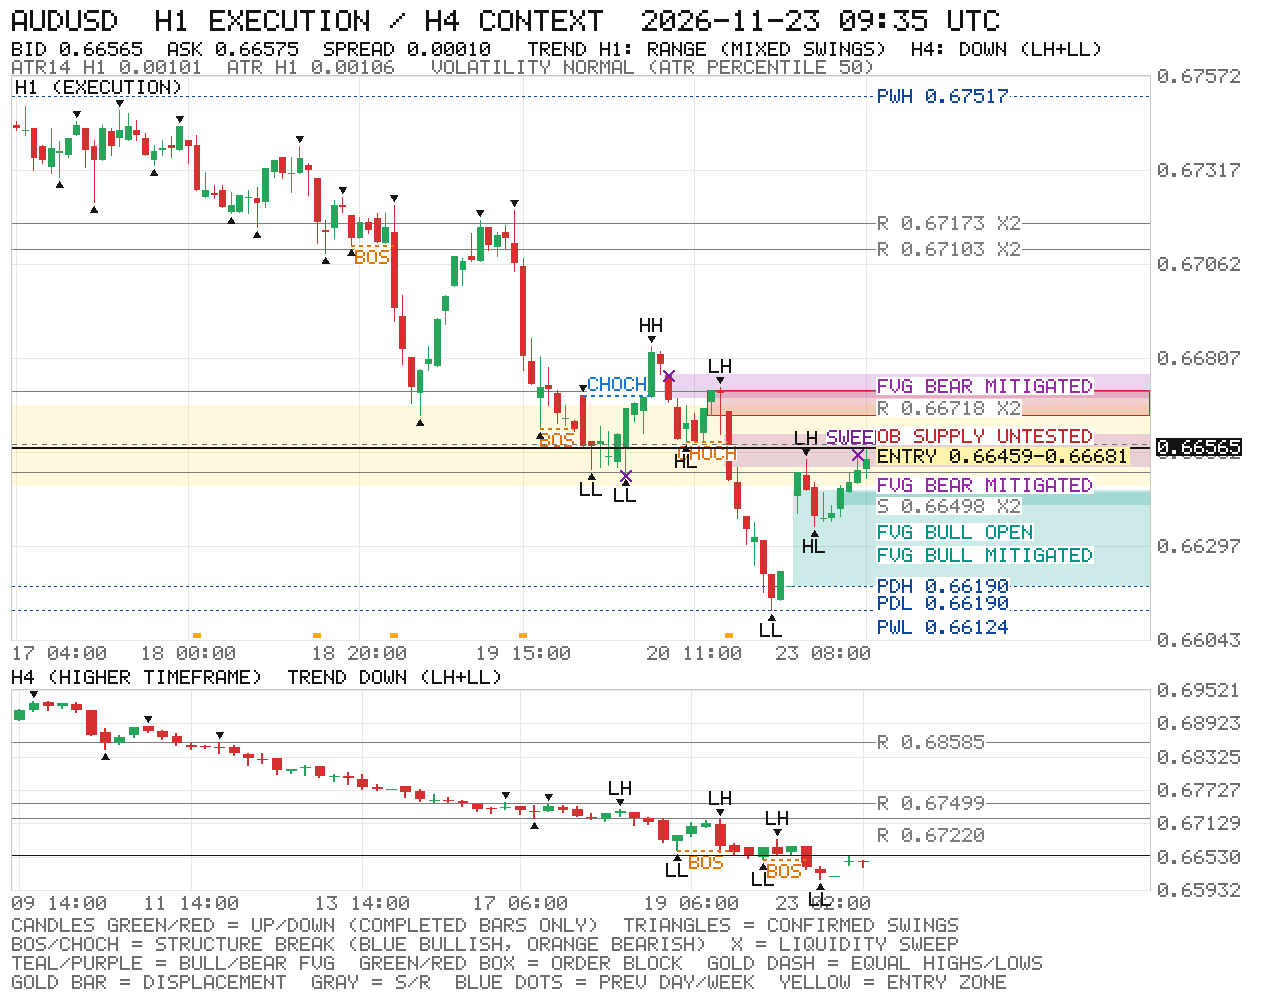 AUDUSD  H1 EXECUTION / H4 CONTEXT  2026-11-23 09:35 UTC
BID 0.66565  ASK 0.66575  SPREAD 0.00010  TREND H1: RANGE (MIXED SWINGS)  H4: DOWN (LH+LL)
ATR14 H1 0.00101  ATR H1 0.00106  VOLATILITY NORMAL (ATR PERCENTILE 50)
H1 (EXECUTION)
0.67572
PWH 0.67517
0.67317
R 0.67173 X2
R 0.67103 X2
BOS
0.67062
HH
0.66807
LH
CHOCH
FVG BEAR MITIGATED
R 0.66718 X2
BOS
CHOCH
HL
LH
SWEE
OB SUPPLY UNTESTED
0.66565
ENTRY 0.66459-0.66681
LL
LL
FVG BEAR MITIGATED
S 0.66498 X2
FVG BULL OPEN
HL
0.66297
FVG BULL MITIGATED
PDH 0.66190
PDL 0.66190
LL
PWL 0.66124
0.66043
17 04:00  18 00:00  18 20:00  19 15:00  20 11:00  23 08:00
H4 (HIGHER TIMEFRAME)  TREND DOWN (LH+LL)
0.69521
0.68923
R 0.68585
0.68325
0.67727
LH
LH
R 0.67499
LH
0.67129
R 0.67220
0.66530
BOS
LL
BOS
LL
LL
0.65932
09 14:00  11 14:00  13 14:00  17 06:00  19 06:00  23 02:00
CANDLES GREEN/RED = UP/DOWN (COMPLETED BARS ONLY)  TRIANGLES = CONFIRMED SWINGS
BOS/CHOCH = STRUCTURE BREAK (BLUE BULLISH, ORANGE BEARISH)  X = LIQUIDITY SWEEP
TEAL/PURPLE = BULL/BEAR FVG  GREEN/RED BOX = ORDER BLOCK  GOLD DASH = EQUAL HIGHS/LOWS
GOLD BAR = DISPLACEMENT  GRAY = S/R  BLUE DOTS = PREV DAY/WEEK  YELLOW = ENTRY ZONE